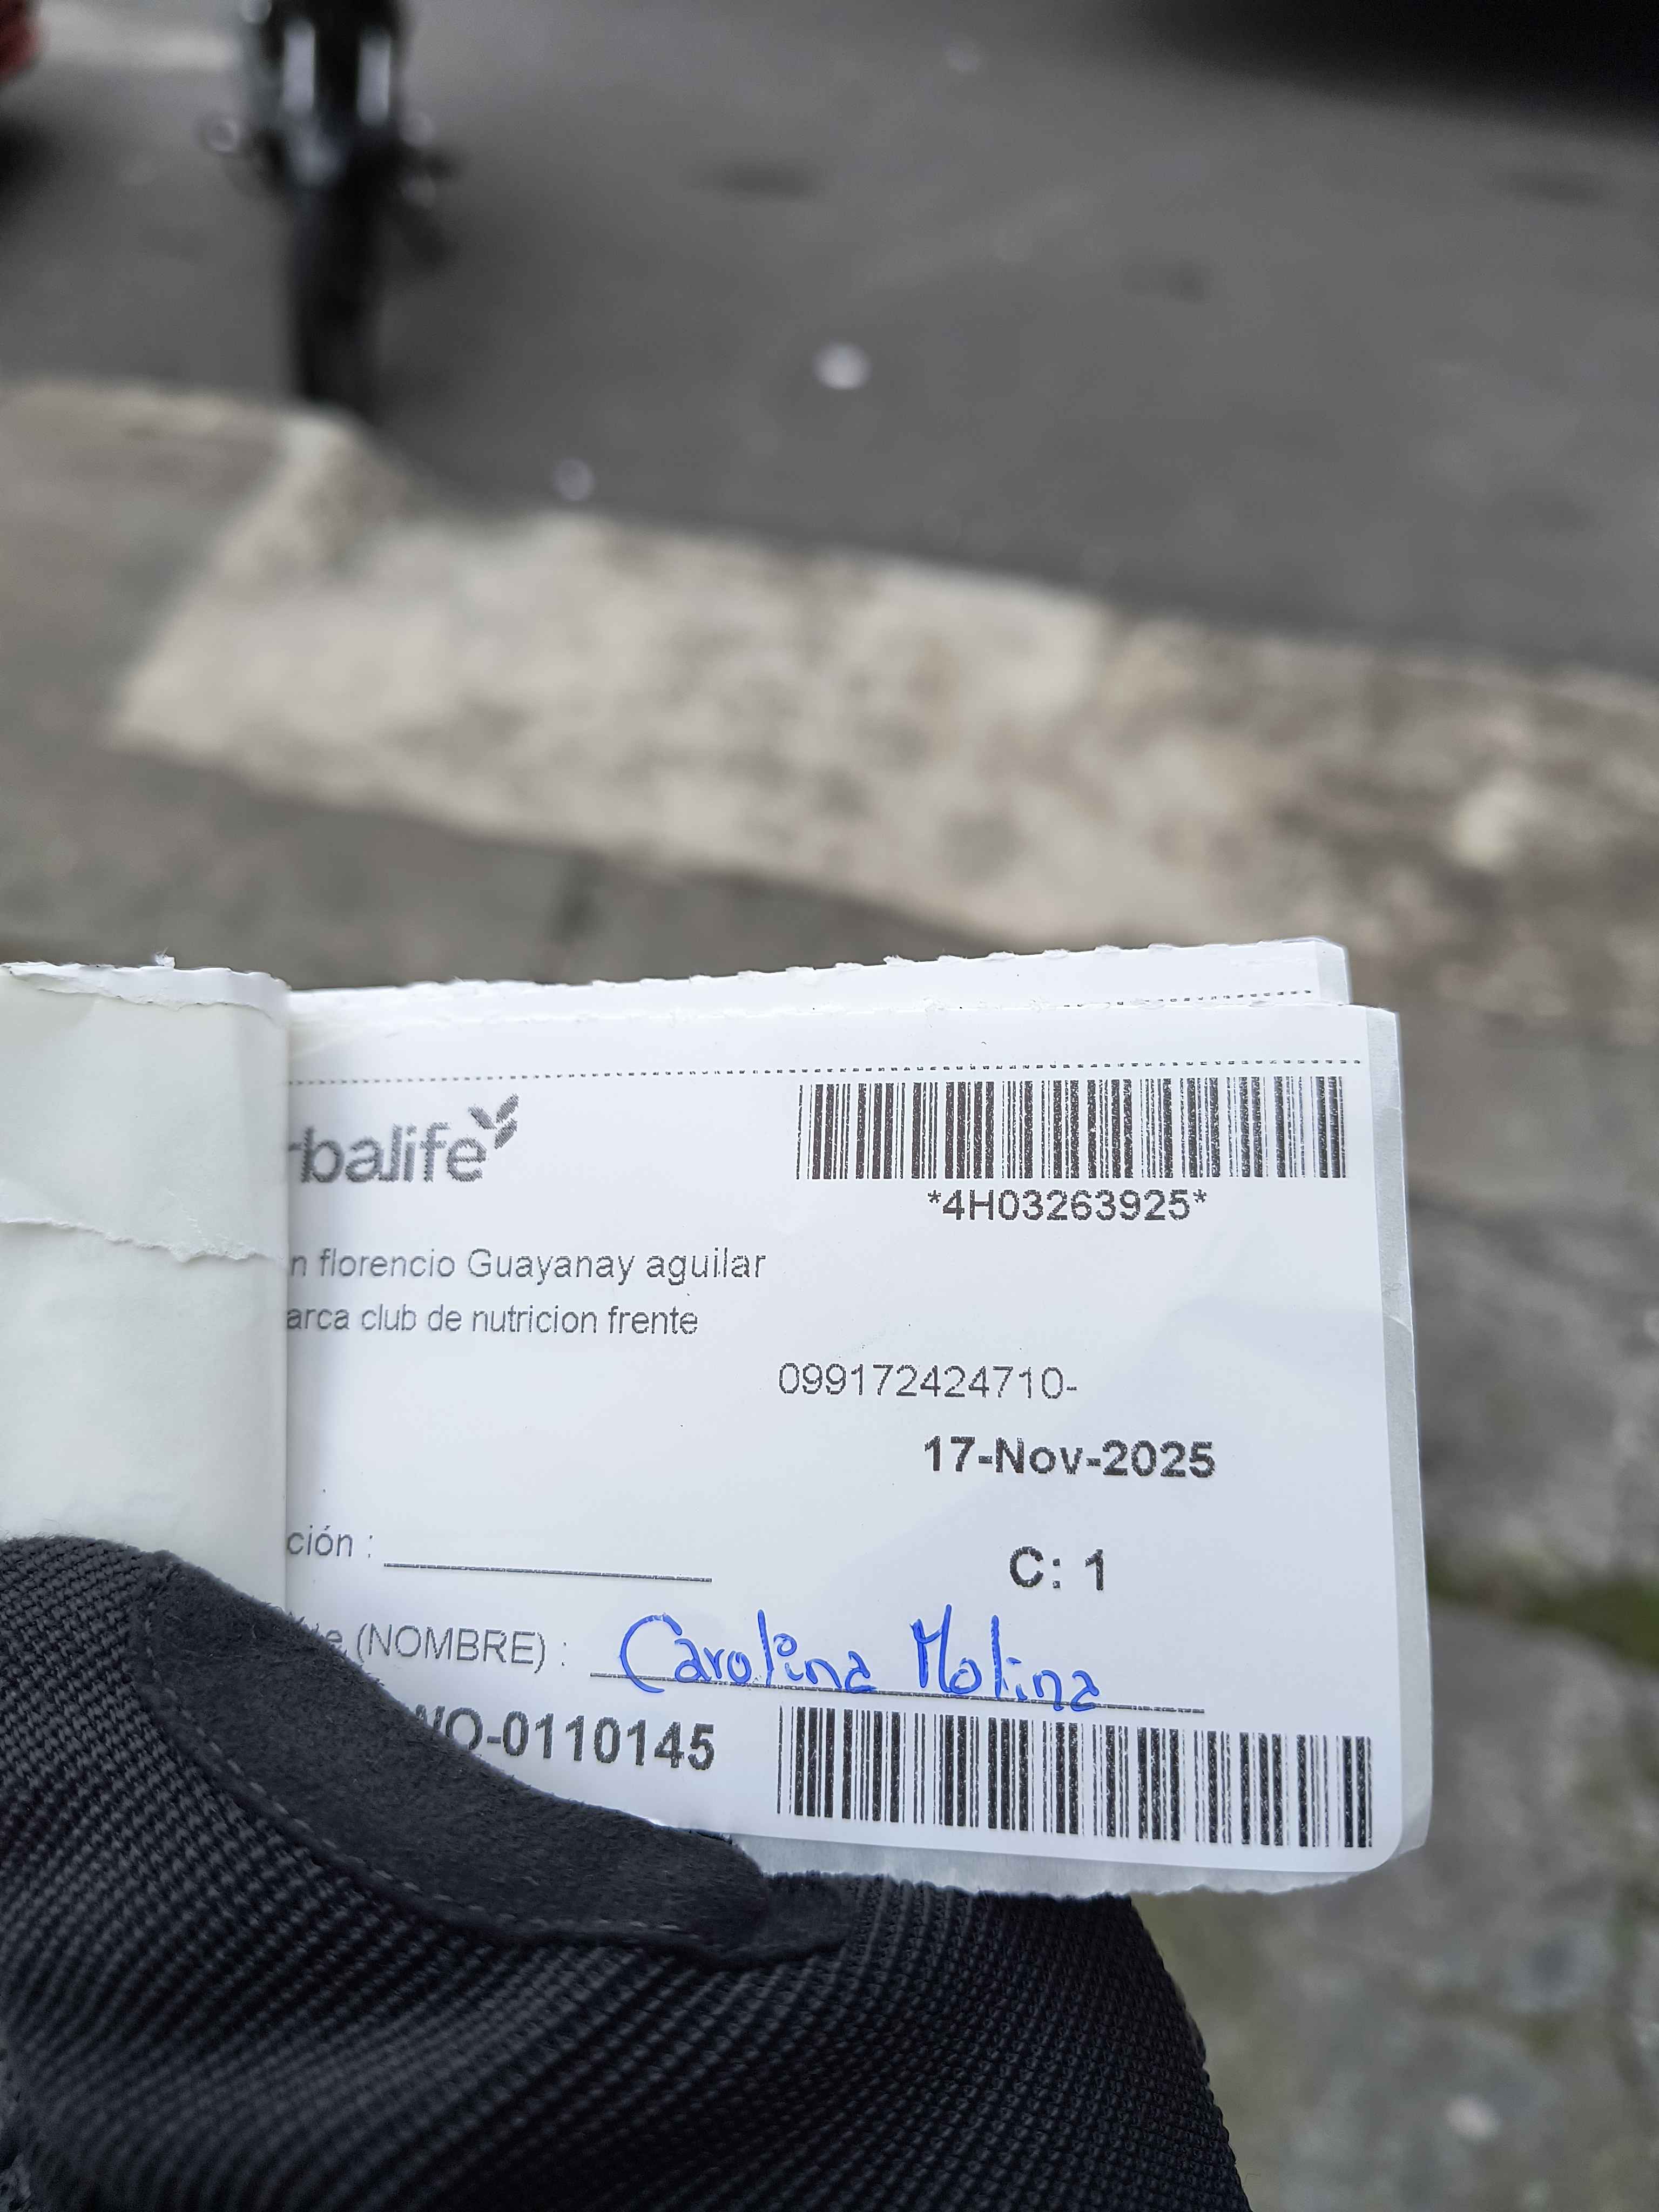 rbalife
*4H03263925*
n florencio Guayanay aguilar
arca club de nutricion frente
099172424710-
17-Nov-2025
ción :
C: 1
e (NOMBRE) : Carolina Molina
WO-0110145